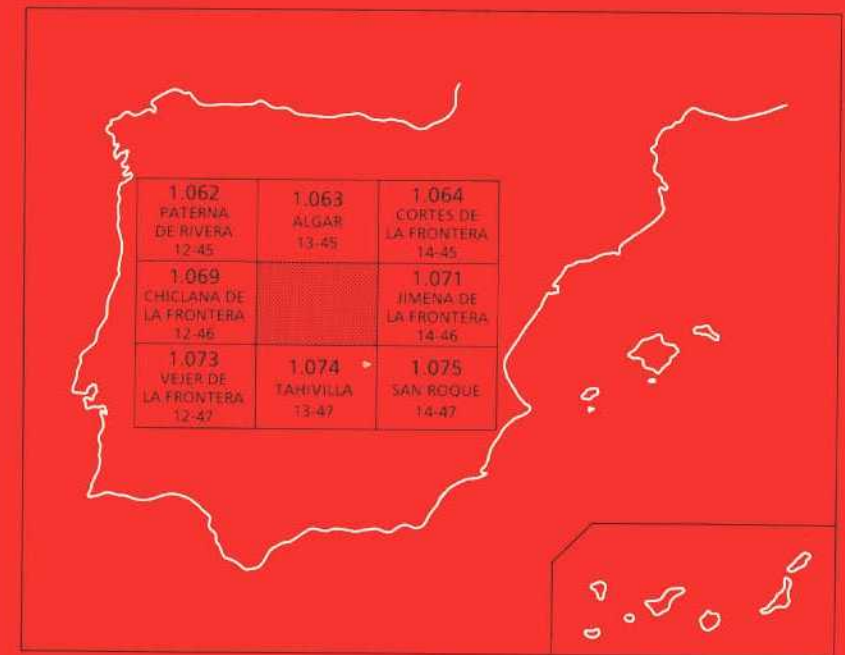 1.062
PATERNA
DE RIVERA
12-45
1.063
ALGAR
13-45
1.064
CORTES DE
LA FRONTERA
14-45
1.069
CHICLANA DE
LA FRONTERA
12-46
1.071
JIMENA DE
LA FRONTERA
14-46
1.073
VEJER DE
LA FRONTERA
12-47
1.074
TAHIVILLA
13-47
1.075
SAN ROQUE
14-47